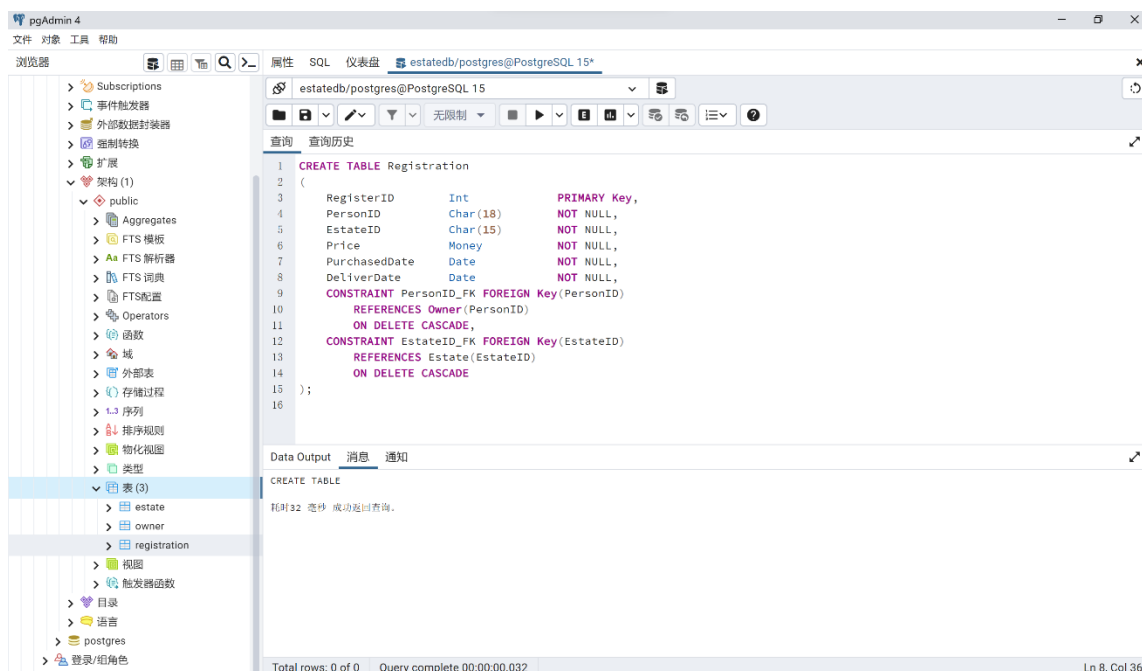 pgAdmin 4
文件 对象 工具 帮助
浏览器
属性 SQL 仪表盘 estatedb/postgres@PostgreSQL 15*
Subscriptions
事件触发器
外部数据封装器
强制转换
扩展
架构 (1)
public
Aggregates
FTS 模板
Aa FTS 解析器
FTS 词典
FTS配置
Operators
函数
域
外部表
存储过程
1..3 序列
排序规则
物化视图
类型
表 (3)
estate
owner
registration
视图
触发器函数
目录
语言
postgres
登录/组角色
estatedb/postgres@PostgreSQL 15
无限制
E
查询 查询历史
1 CREATE TABLE Registration
2 (
3 RegisterID Int PRIMARY Key,
4 PersonID Char(18) NOT NULL,
5 EstateID Char(15) NOT NULL,
6 Price Money NOT NULL,
7 PurchasedDate Date NOT NULL,
8 DeliverDate Date NOT NULL,
9 CONSTRAINT PersonID_FK FOREIGN Key(PersonID)
10 REFERENCES Owner(PersonID)
11 ON DELETE CASCADE,
12 CONSTRAINT EstateID_FK FOREIGN Key(EstateID)
13 REFERENCES Estate(EstateID)
14 ON DELETE CASCADE
15 );
16
Data Output 消息 通知
CREATE TABLE
耗时32 毫秒 成功返回查询.
Total rows: 0 of 0 Query complete 00:00:00.032 Ln 8, Col 36